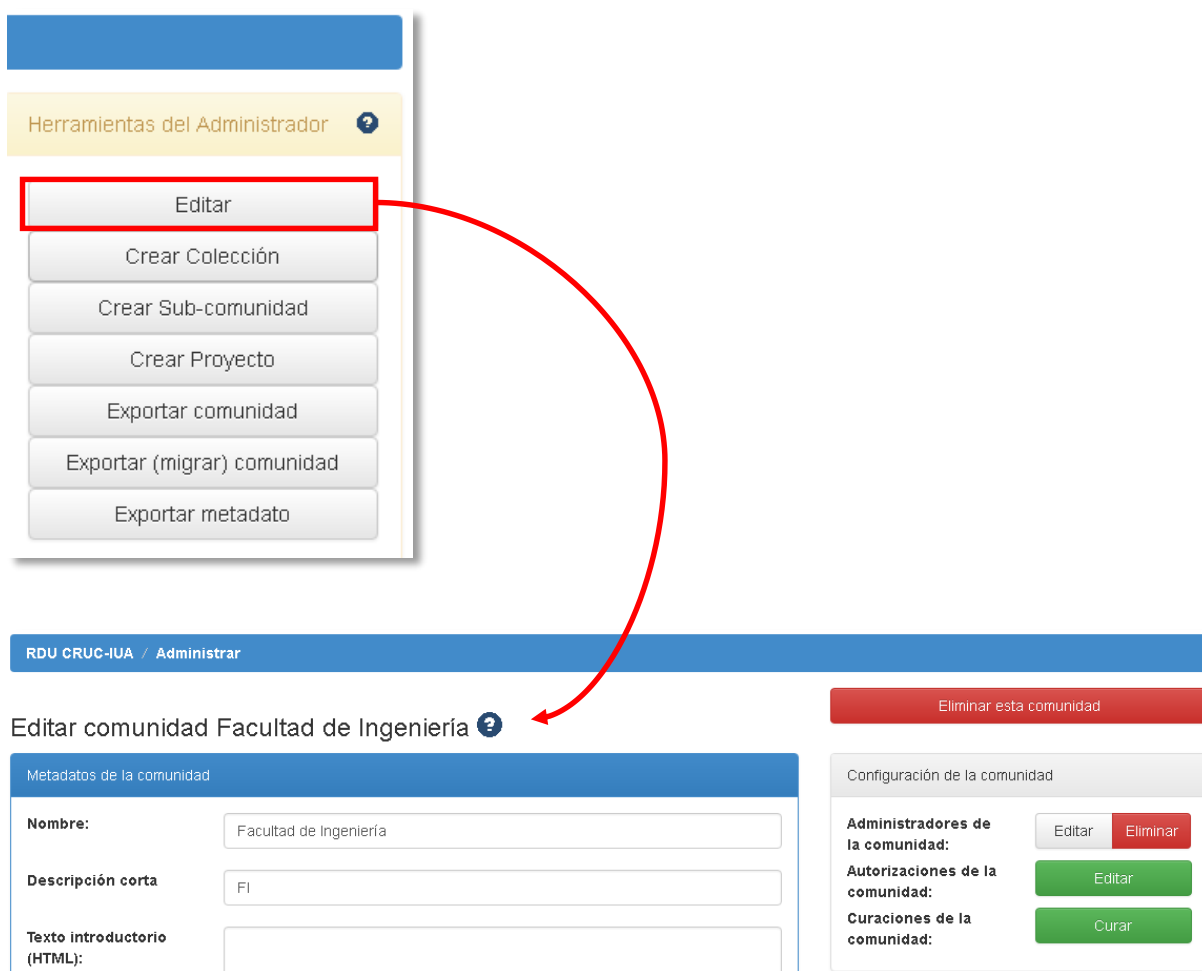 Herramientas del Administrador ?
Editar
Crear Colección
Crear Sub-comunidad
Crear Proyecto
Exportar comunidad
Exportar (migrar) comunidad
Exportar metadato
RDU CRUC-IUA / Administrar
Editar comunidad Facultad de Ingeniería ?
Eliminar esta comunidad
Metadatos de la comunidad
Nombre:
Facultad de Ingeniería
Descripción corta
FI
Texto introductorio
(HTML):
Configuración de la comunidad
Administradores de
la comunidad:
Editar Eliminar
Autorizaciones de la
comunidad:
Editar
Curaciones de la
comunidad:
Curar